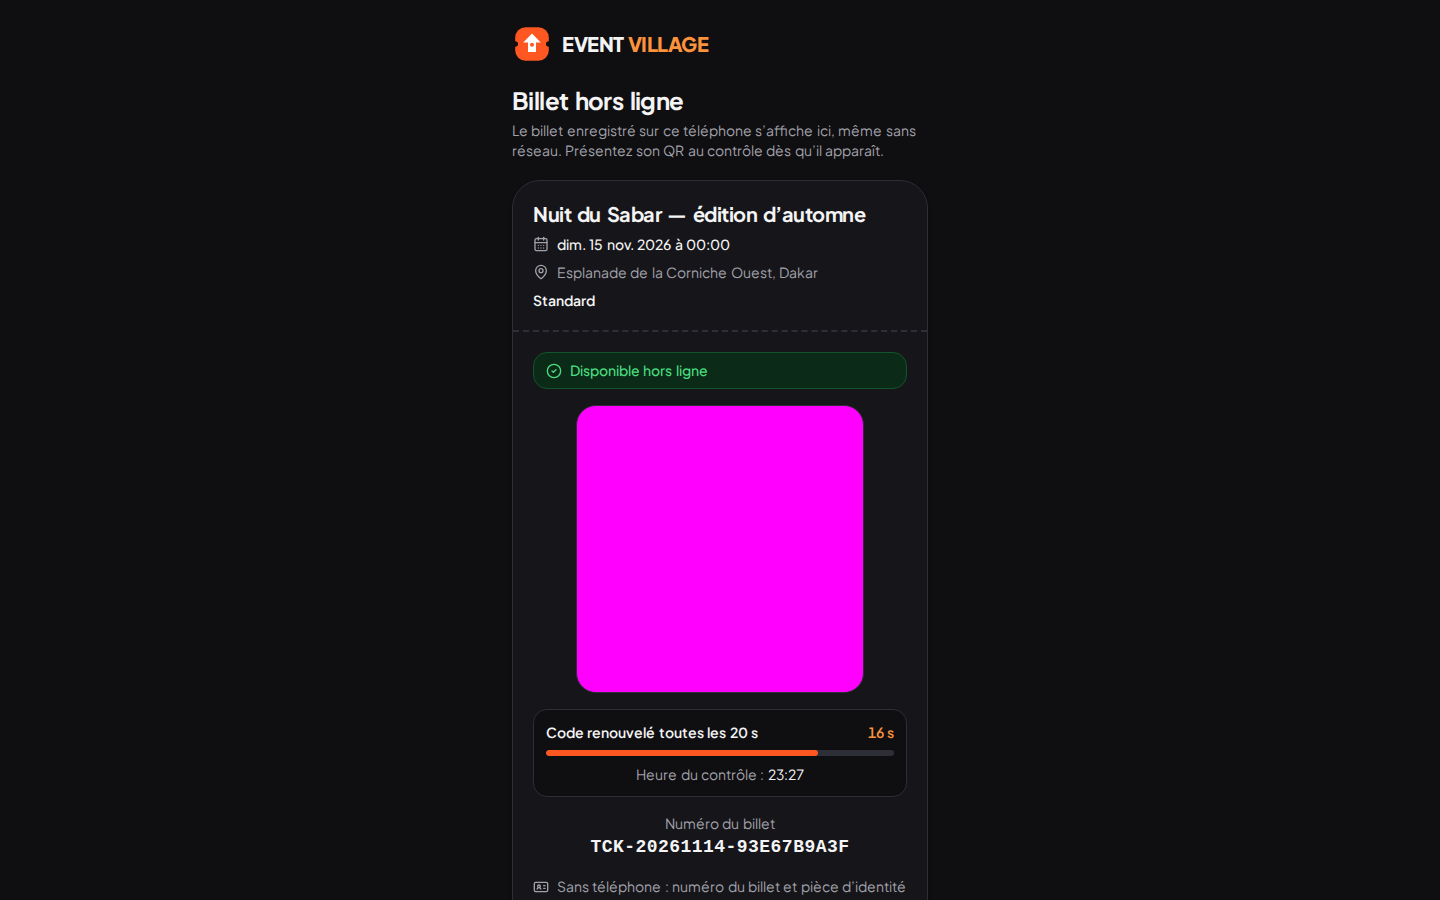 EVENT VILLAGE
Billet hors ligne
Le billet enregistré sur ce téléphone s’affiche ici, même sans
réseau. Présentez son QR au contrôle dès qu’il apparaît.
Nuit du Sabar — édition d’automne
dim. 15 nov. 2026 à 00:00
Esplanade de la Corniche Ouest, Dakar
Standard
Disponible hors ligne
Code renouvelé toutes les 20 s 16 s
Heure du contrôle : 23:27
Numéro du billet
TCK-20261114-93E67B9A3F
Sans téléphone : numéro du billet et pièce d’identité